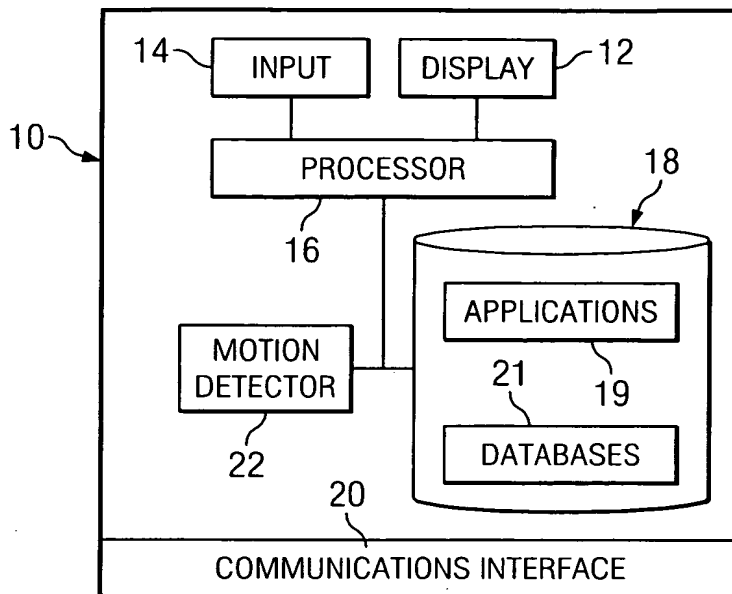 14
INPUT
DISPLAY
12
10
PROCESSOR
16
18
APPLICATIONS
19
MOTION
DETECTOR
22
21
DATABASES
20
COMMUNICATIONS INTERFACE